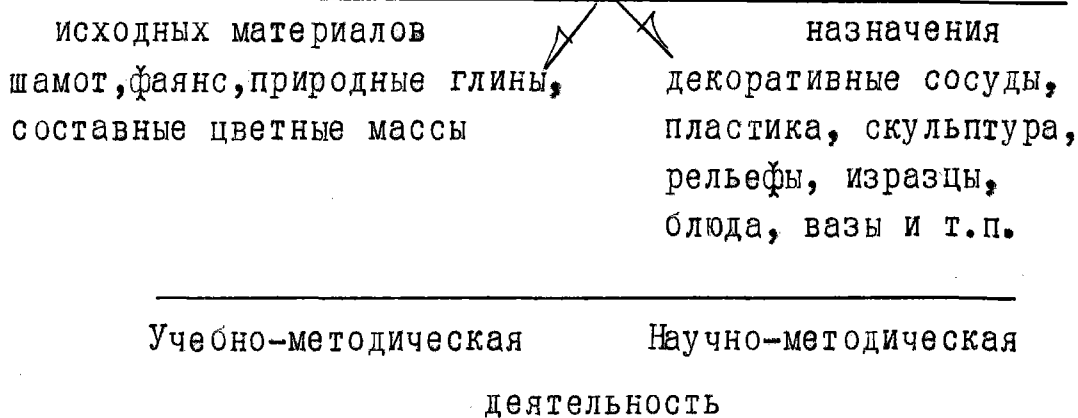 исходных материалов назначения
шамот,фаянс,природные глины, декоративные сосуды,
составные цветные массы пластика, скульптура,
рельефы, изразцы,
блюда, вазы и т.п.
Учебно-методическая Научно-методическая
деятельность